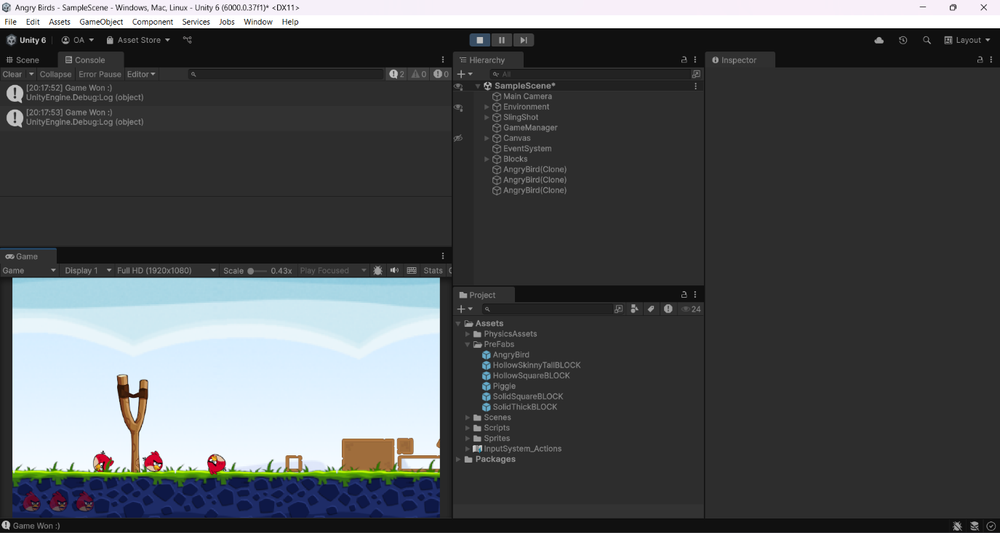 Angry Birds - SampleScene - Windows, Mac, Linux - Unity 6 (6000.0.37f1)* <DX11>
File Edit Assets GameObject Component Services Jobs Window Help
Unity 6 OA Asset Store Layout
Scene Console
Clear Collapse Error Pause Editor 2 0 0
[20:17:52] Game Won :)
UnityEngine.Debug:Log (object)
[20:17:53] Game Won :)
UnityEngine.Debug:Log (object)
Game
Game Display 1 Full HD (1920x1080) Scale 0.43x Play Focused Stats
Hierarchy
All
SampleScene*
Main Camera
Environment
SlingShot
GameManager
Canvas
EventSystem
Blocks
AngryBird(Clone)
AngryBird(Clone)
AngryBird(Clone)
Project
24
Assets
PhysicsAssets
PreFabs
AngryBird
HollowSkinnyTallBLOCK
HollowSquareBLOCK
Piggie
SolidSquareBLOCK
SolidThickBLOCK
Scenes
Scripts
Sprites
InputSystem_Actions
Packages
Inspector
Game Won :)